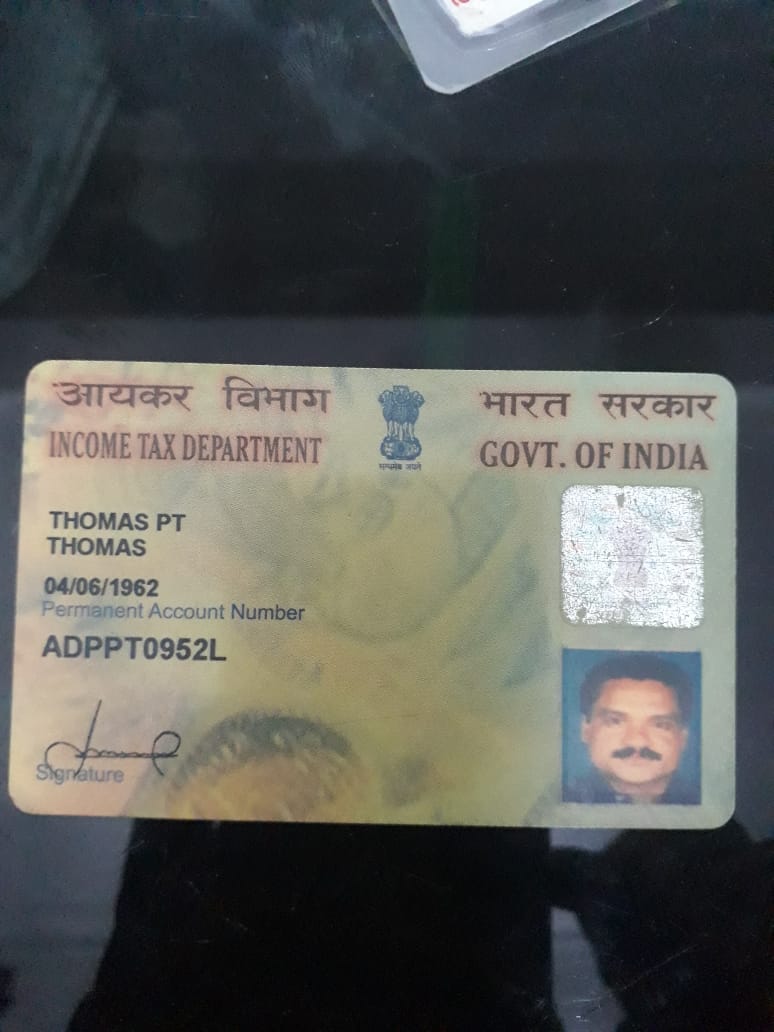 आयकर विभाग
INCOME TAX DEPARTMENT
भारत सरकार
GOVT. OF INDIA
सत्यमेव जयते
THOMAS PT
THOMAS
04/06/1962
Permanent Account Number
ADPPT0952L
Signature